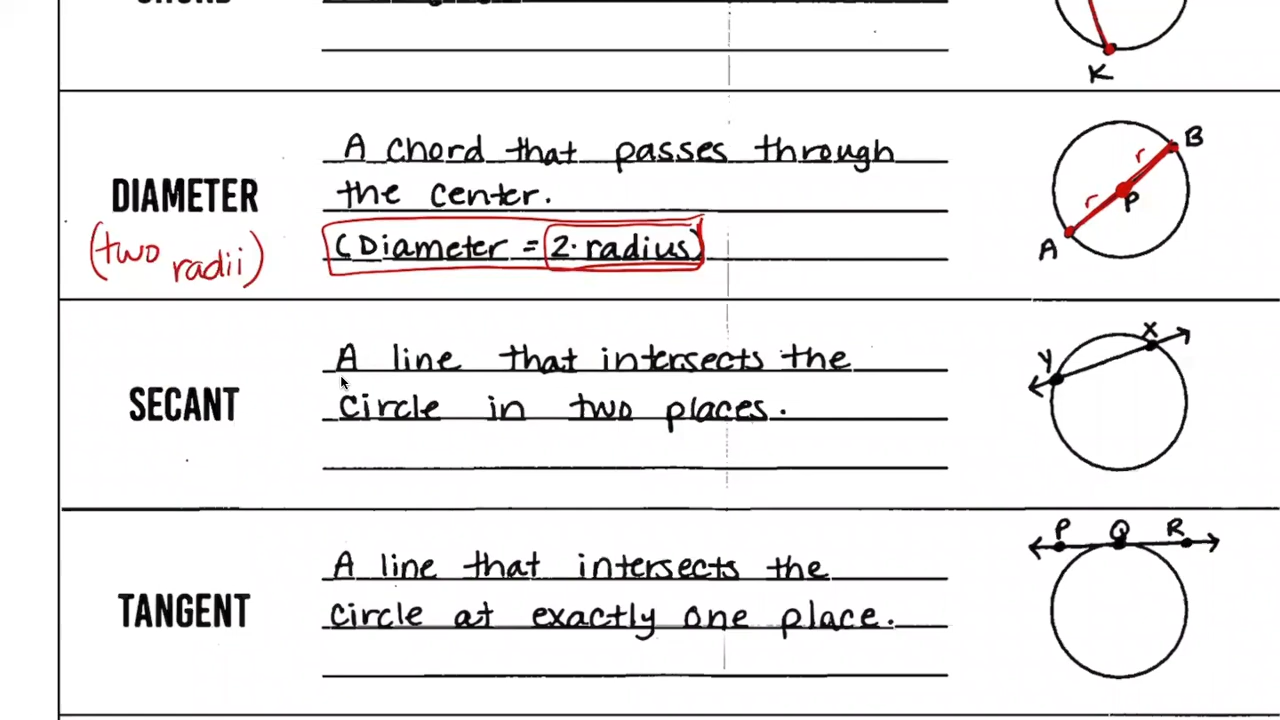 K
DIAMETER
(two radii)
A chord that passes through
the center.
(Diameter = 2·radius)
B
r
r
P
A
SECANT
A line that intersects the
circle in two places.
X
Y
TANGENT
A line that intersects the
circle at exactly one place.
P Q R